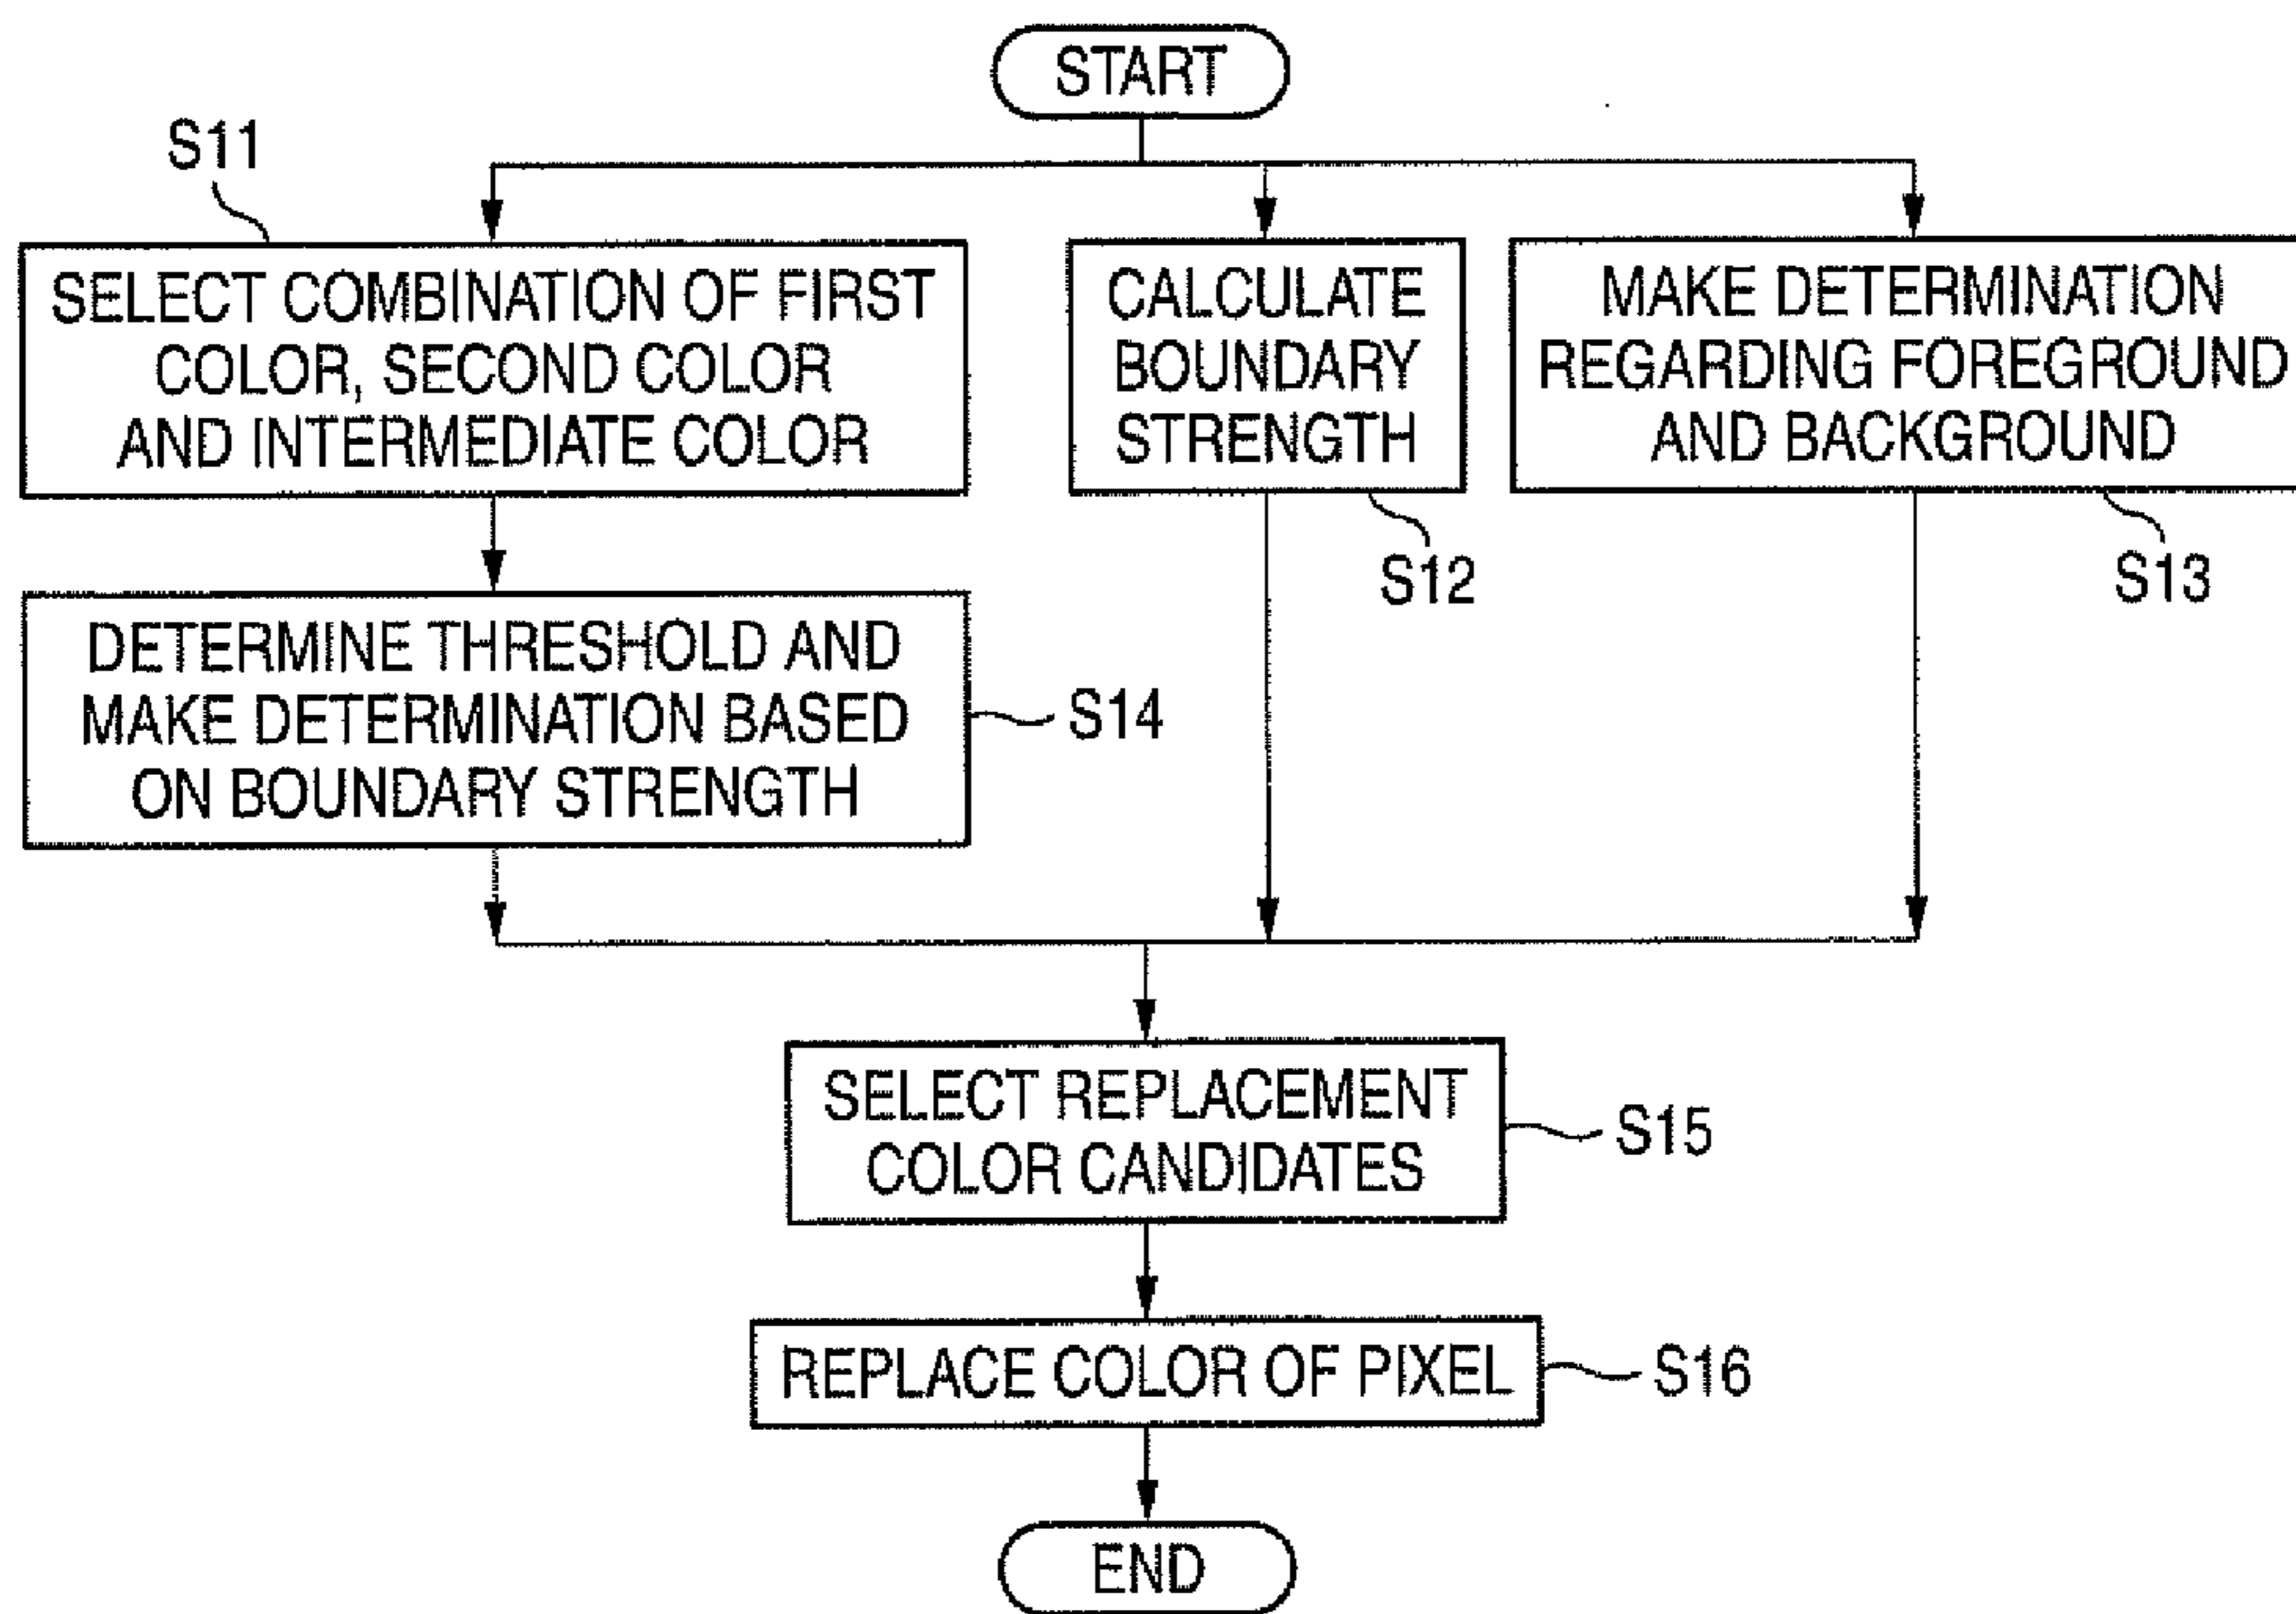 START
S11
SELECT COMBINATION OF FIRST
COLOR, SECOND COLOR
AND INTERMEDIATE COLOR
CALCULATE
BOUNDARY
STRENGTH
S12
MAKE DETERMINATION
REGARDING FOREGROUND
AND BACKGROUND
S13
DETERMINE THRESHOLD AND
MAKE DETERMINATION BASED
ON BOUNDARY STRENGTH
S14
SELECT REPLACEMENT
COLOR CANDIDATES
S15
REPLACE COLOR OF PIXEL
S16
END